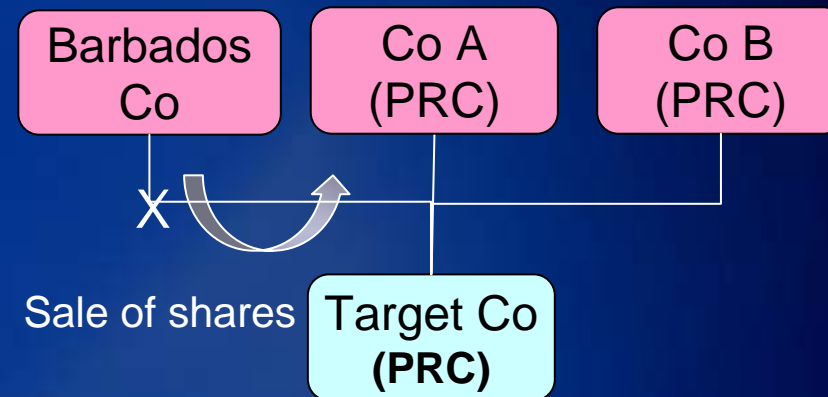 Barbados
Co
Co A
(PRC)
Co B
(PRC)
X
Sale of shares
Target Co
(PRC)